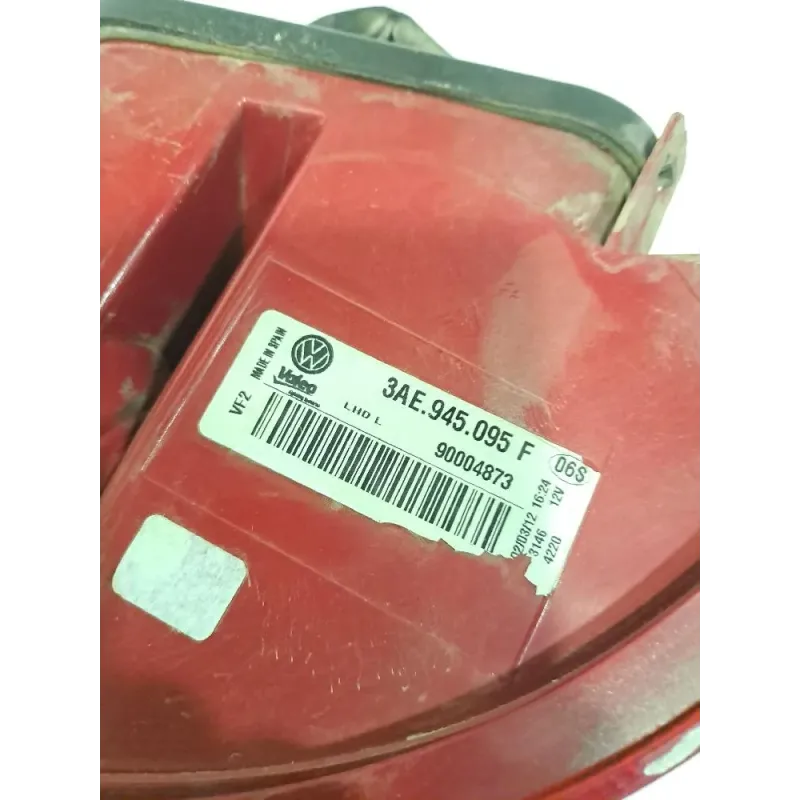 VF2
MADE IN SPAIN
VW
Valeo
LHD L
3AE.945.095 F
90004873
06S
02/03/12 16:24
3146 12V
4220